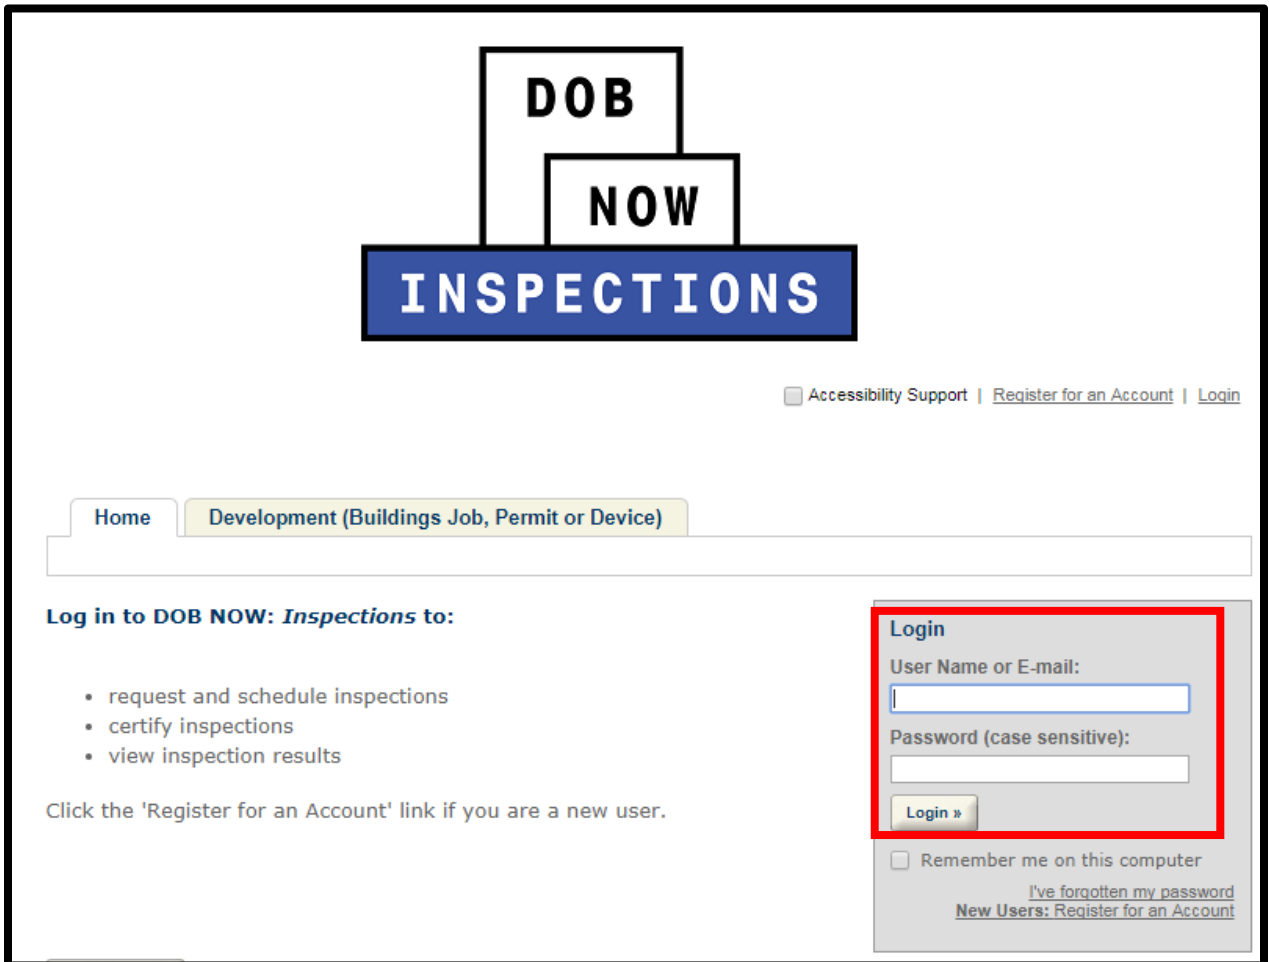 DOB
NOW
INSPECTIONS
Accessibility Support | Register for an Account | Login
Home Development (Buildings Job, Permit or Device)
Log in to DOB NOW: Inspections to:
• request and schedule inspections
• certify inspections
• view inspection results
Click the 'Register for an Account' link if you are a new user.
Login
User Name or E-mail:
Password (case sensitive):
Login »
Remember me on this computer
I've forgotten my password
New Users: Register for an Account